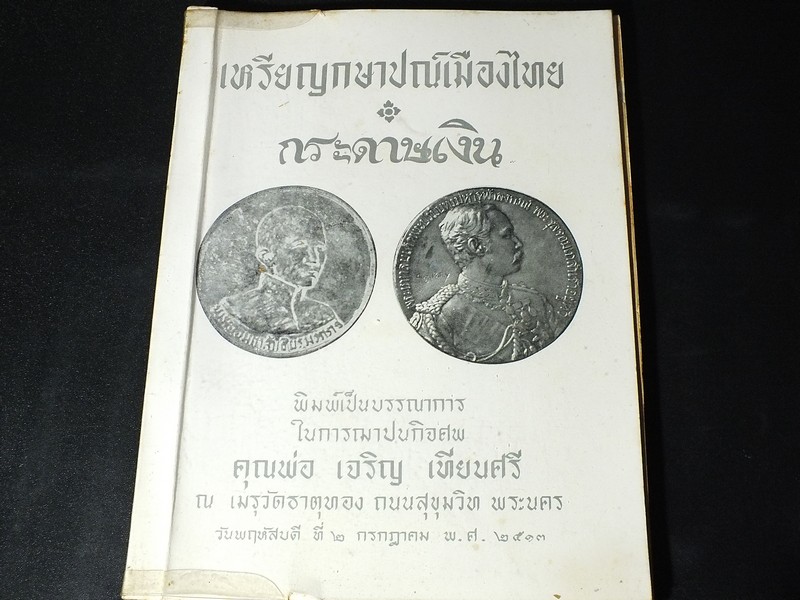 เหรียญกษาปณ์เมืองไทย
กระดาษเงิน
พิมพ์เป็นบรรณาการ
ในการฌาปนกิจศพ
คุณพ่อ เจริญ เทียนศรี
ณ เมรุวัดธาตุทอง ถนนสุขุมวิท พระนคร
วันพฤหัสบดี ที่ ๒ กรกฎาคม พ.ศ. ๒๕๑๓